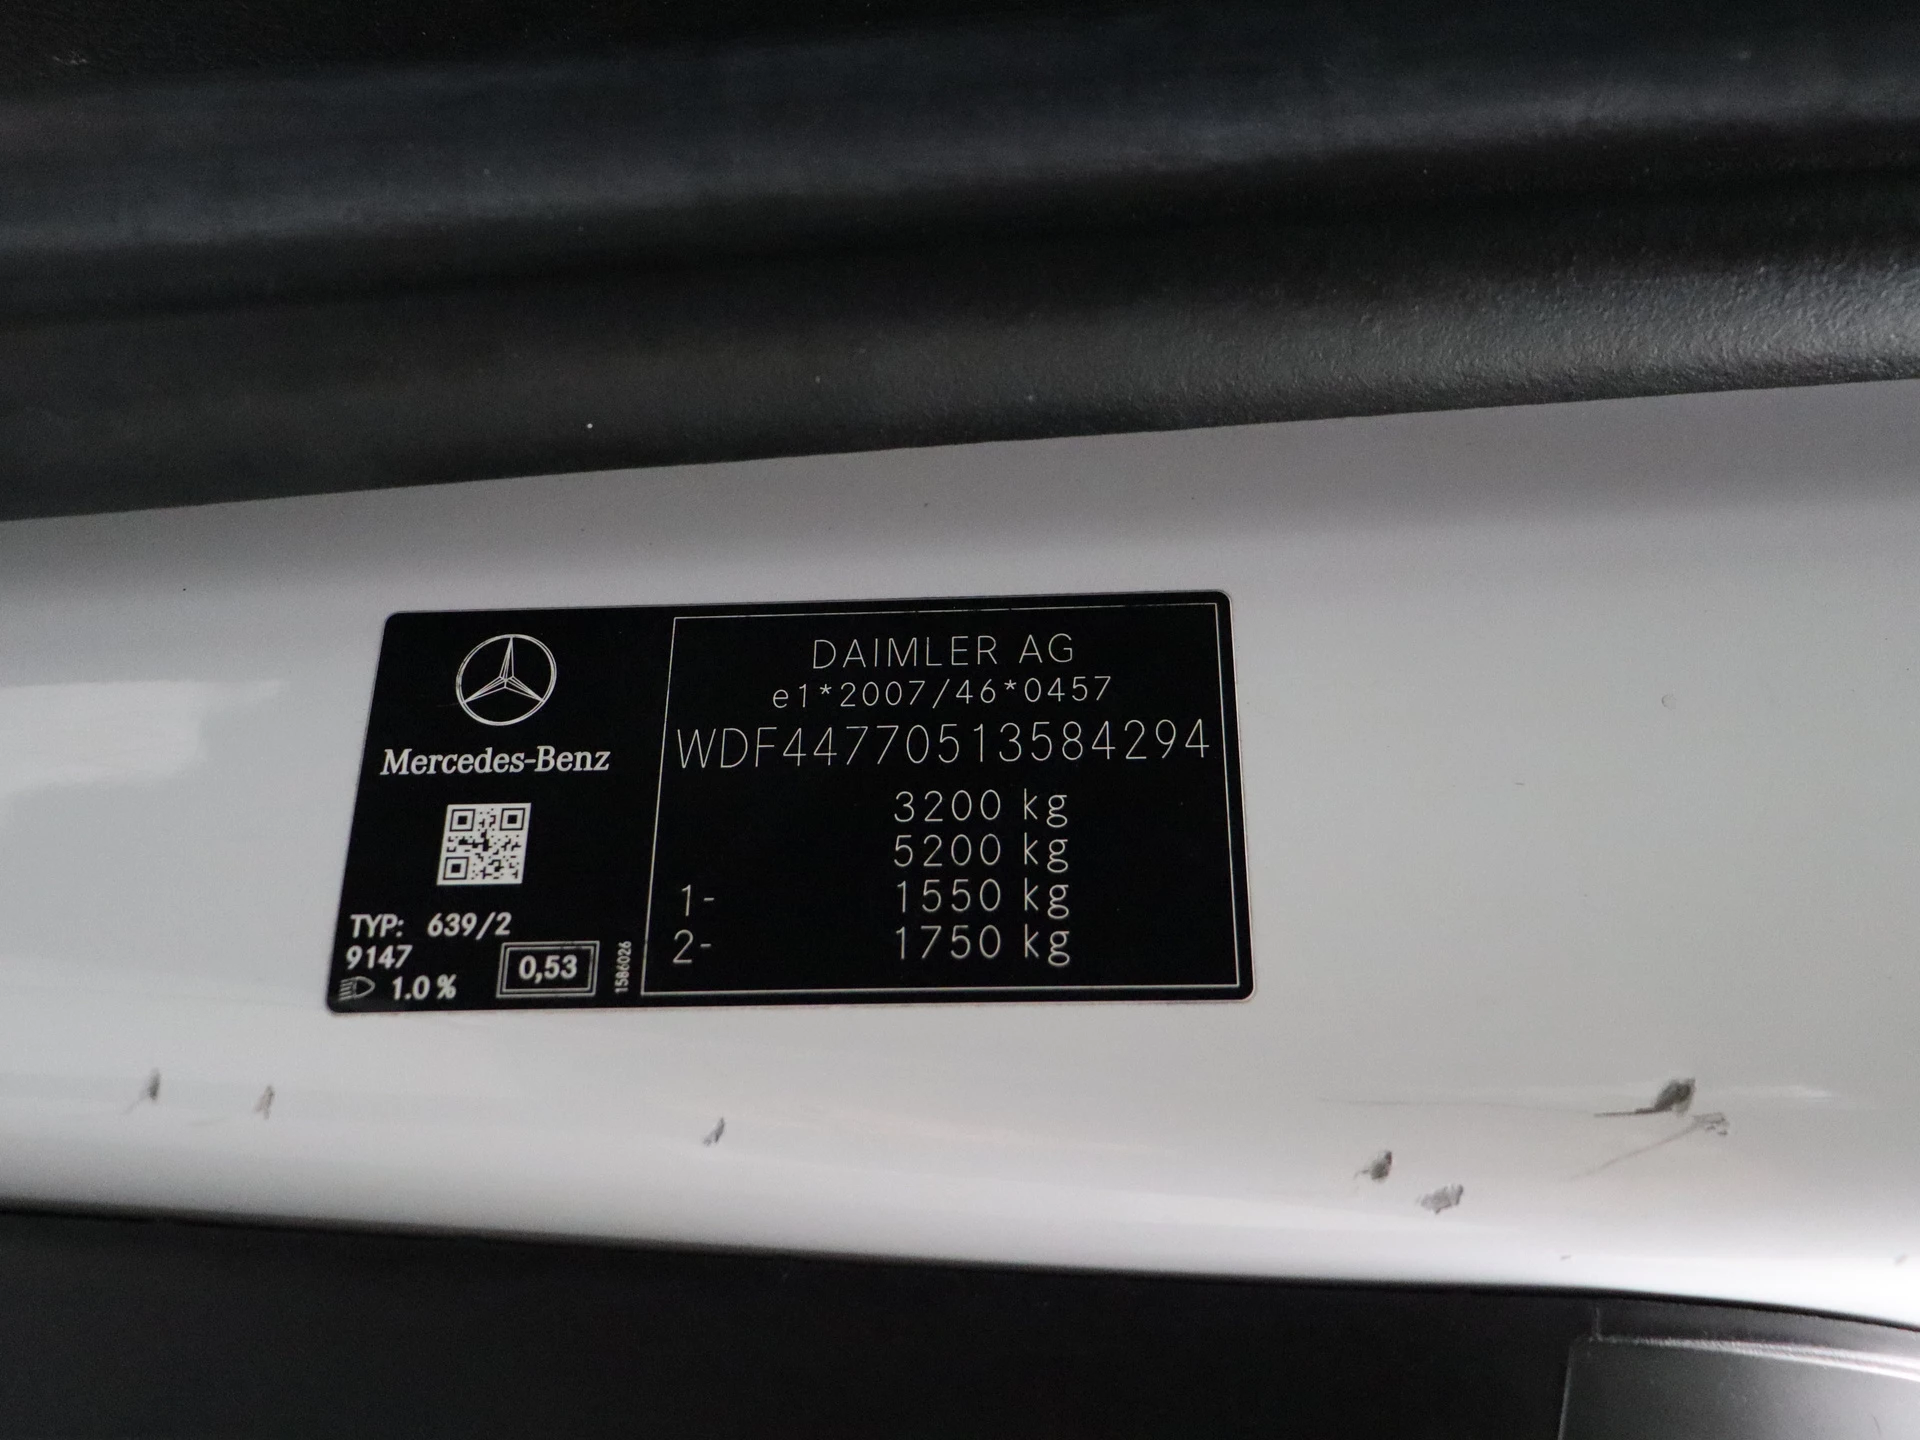 Mercedes-Benz
TYP: 639/2
9147
1.0 %
0,53
1586026
DAIMLER AG
e1*2007/46*0457
WDF44770513584294
3200 kg
5200 kg
1- 1550 kg
2- 1750 kg